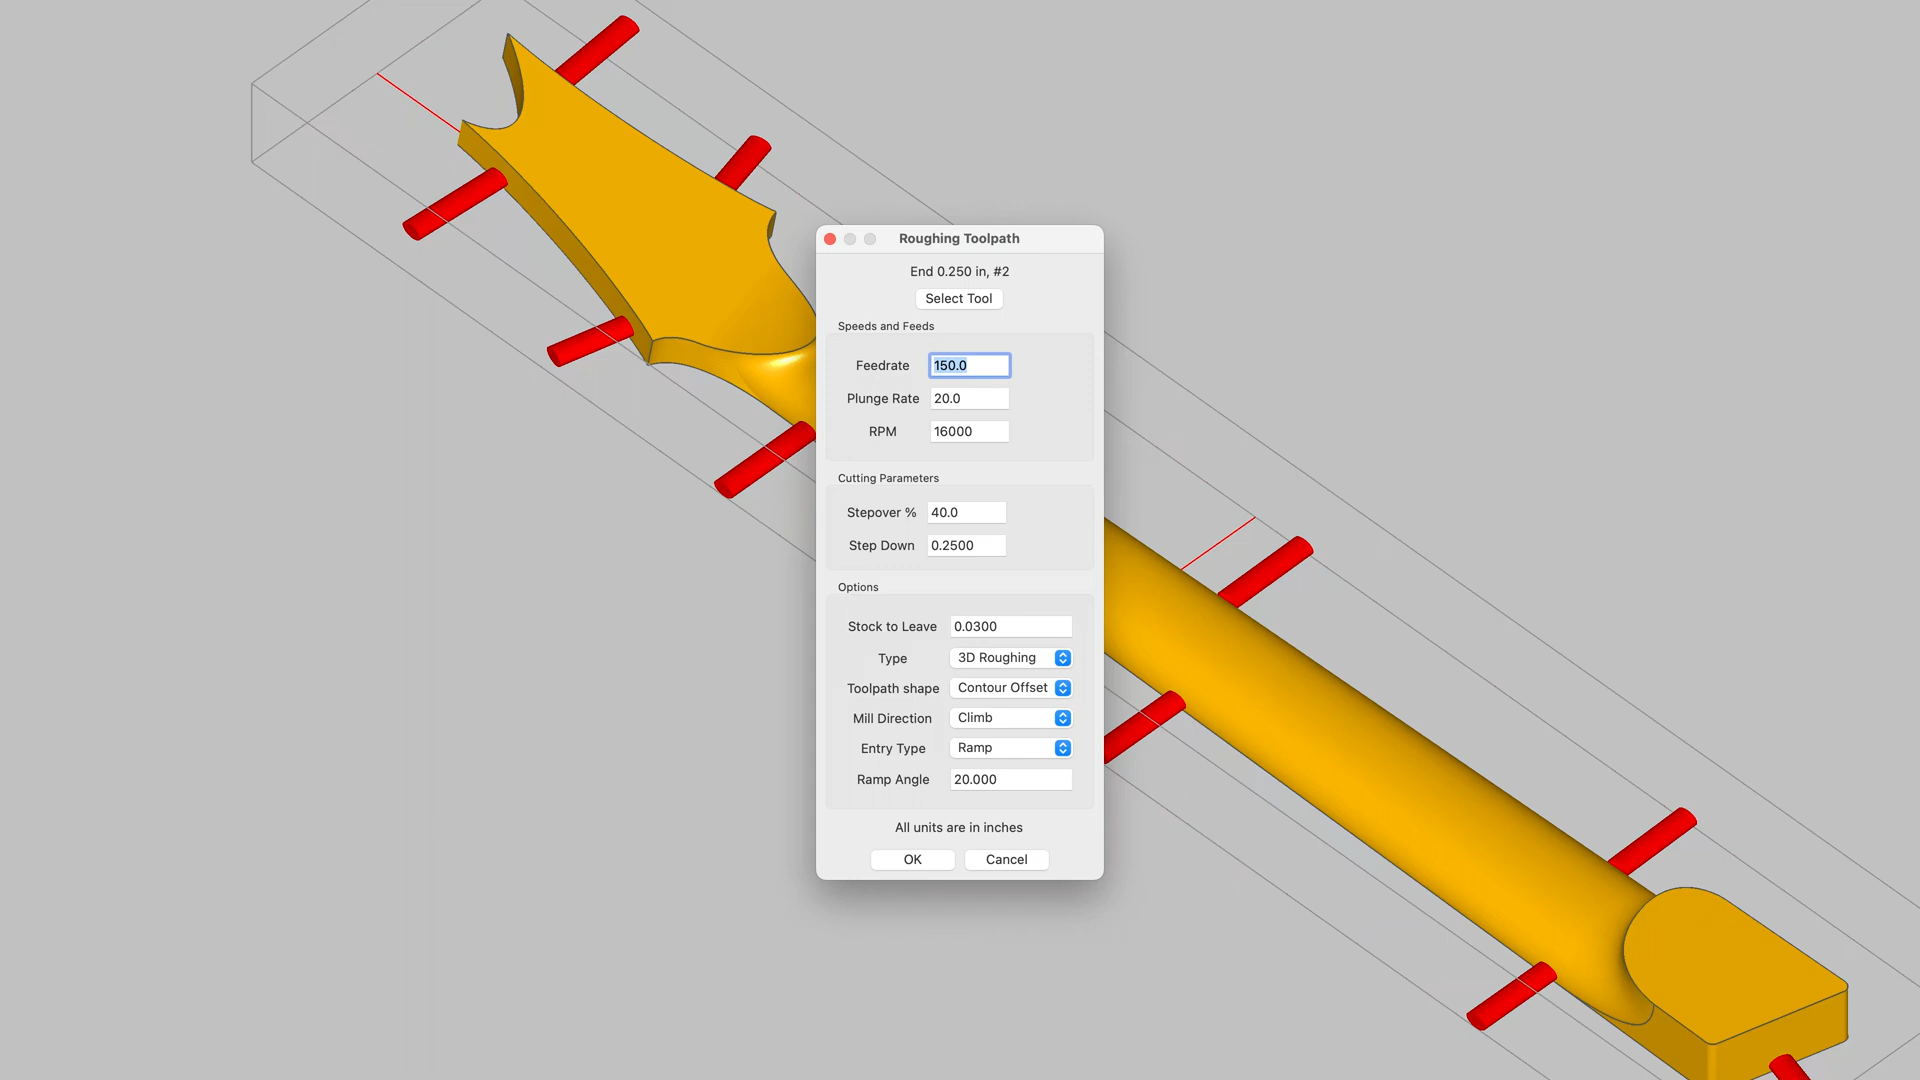 Roughing Toolpath
End 0.250 in, #2
Select Tool
Speeds and Feeds
Feedrate 150.0
Plunge Rate 20.0
RPM 16000
Cutting Parameters
Stepover % 40.0
Step Down 0.2500
Options
Stock to Leave 0.0300
Type 3D Roughing
Toolpath shape Contour Offset
Mill Direction Climb
Entry Type Ramp
Ramp Angle 20.000
All units are in inches
OK Cancel